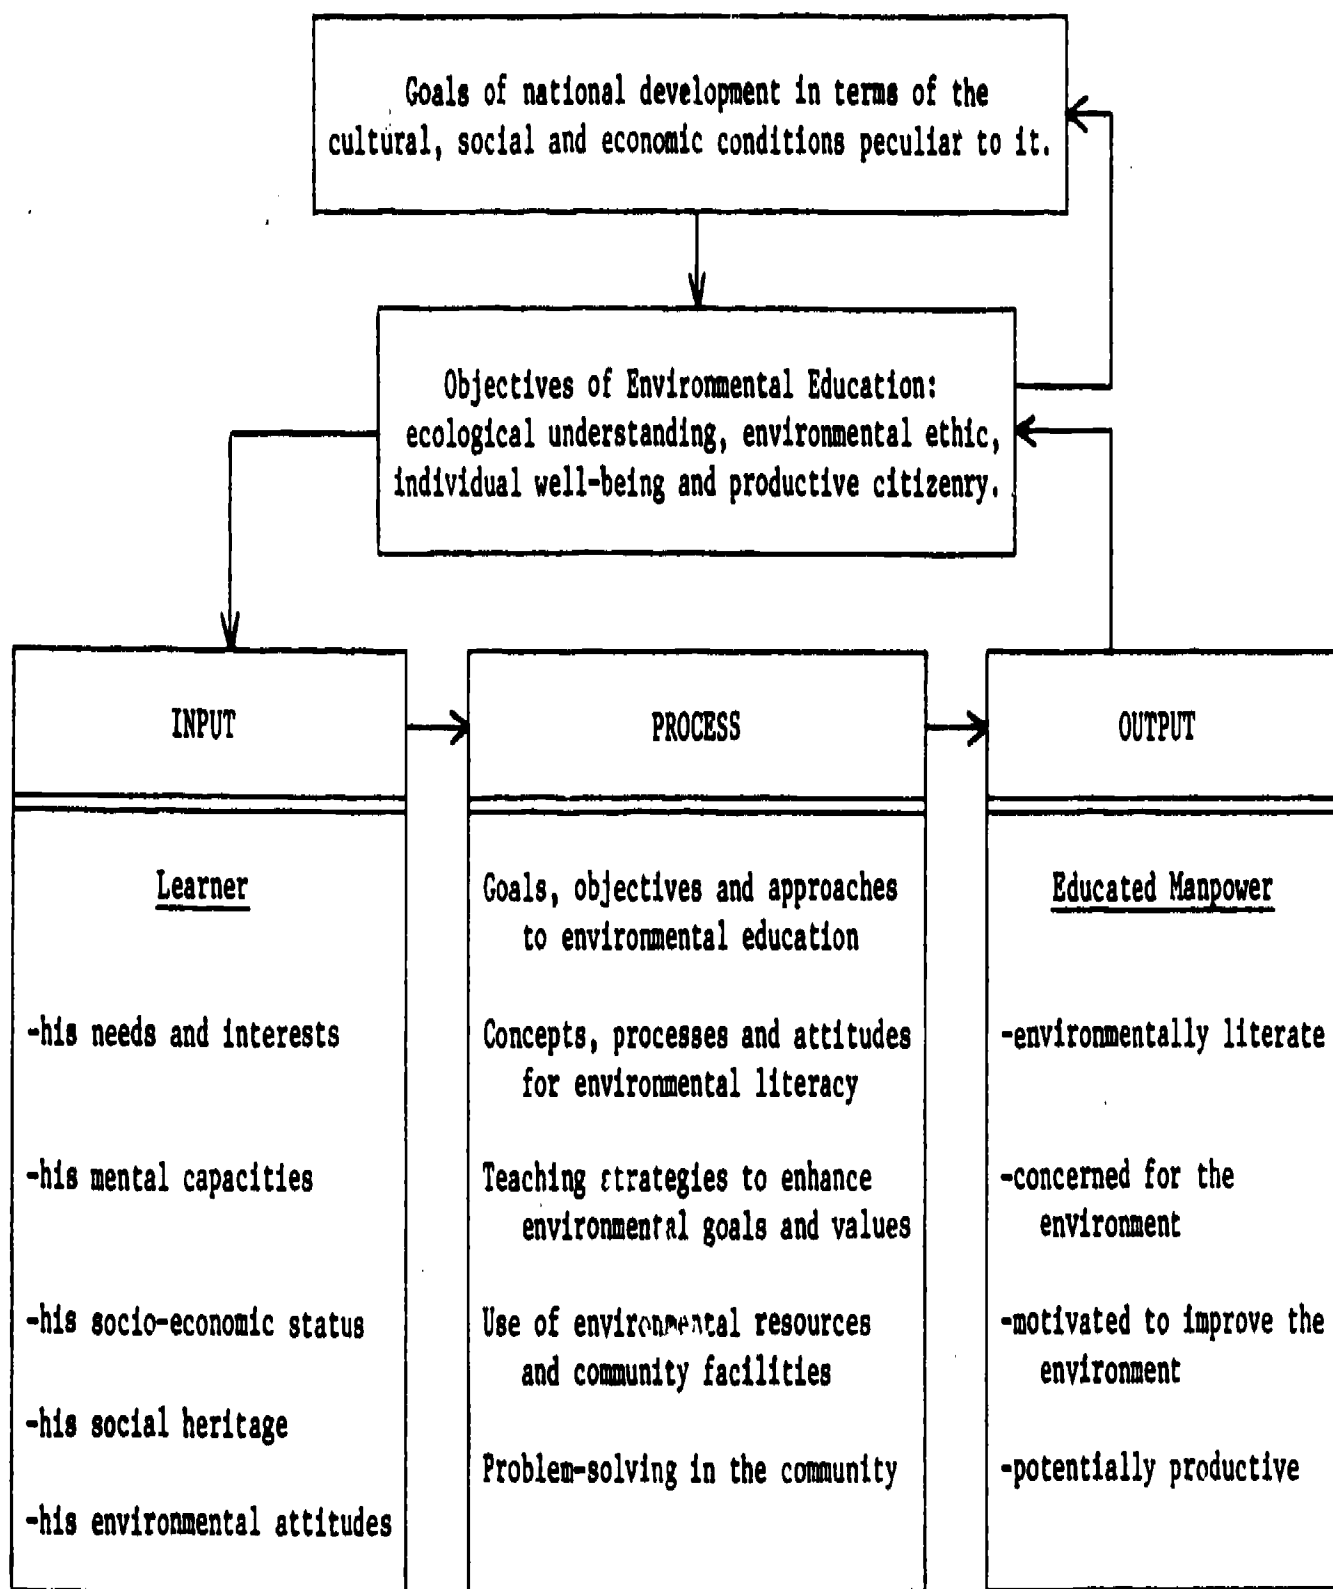 Goals of national development in terms of the
cultural, social and economic conditions peculiar to it.
Objectives of Environmental Education:
ecological understanding, environmental ethic,
individual well-being and productive citizenry.
INPUT
Learner
-his needs and interests
-his mental capacities
-his socio-economic status
-his social heritage
-his environmental attitudes
PROCESS
Goals, objectives and approaches
to environmental education
Concepts, processes and attitudes
for environmental literacy
Teaching strategies to enhance
environmental goals and values
Use of environmental resources
and community facilities
Problem-solving in the community
OUTPUT
Educated Manpower
-environmentally literate
-concerned for the
environment
-motivated to improve the
environment
-potentially productive